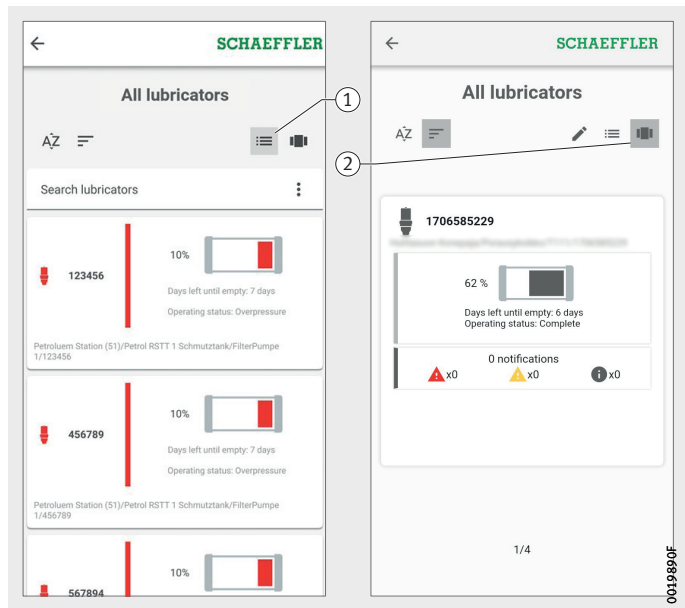 SCHAEFFLER
All lubricators
AZ
Search lubricators
123456
10%
Days left until empty: 7 days
Operating status: Overpressure
Petroluem Station (51)/Petrol RSTT 1 Schmutztank/FilterPumpe
1/123456
456789
10%
Days left until empty: 7 days
Operating status: Overpressure
Petroluem Station (51)/Petrol RSTT 1 Schmutztank/FilterPumpe
1/456789
567894
10%
1
2
SCHAEFFLER
All lubricators
AZ
1706585229
62 %
Days left until empty: 6 days
Operating status: Complete
0 notifications
x0 x0 x0
1/4
0019890F